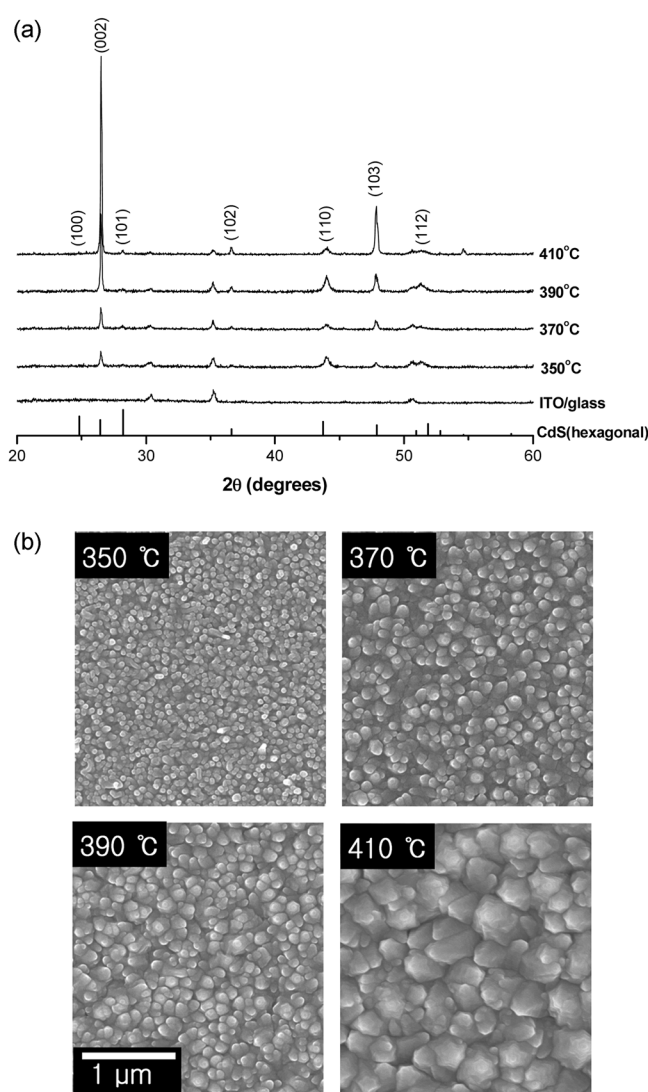 (a)
(002)
(100)
(101)
(102)
(110)
(103)
(112)
410°C
390°C
370°C
350°C
ITO/glass
CdS(hexagonal)
20 30 40 50 60
2θ (degrees)
(b)
350 ℃
370 ℃
390 ℃
410 ℃
1 µm